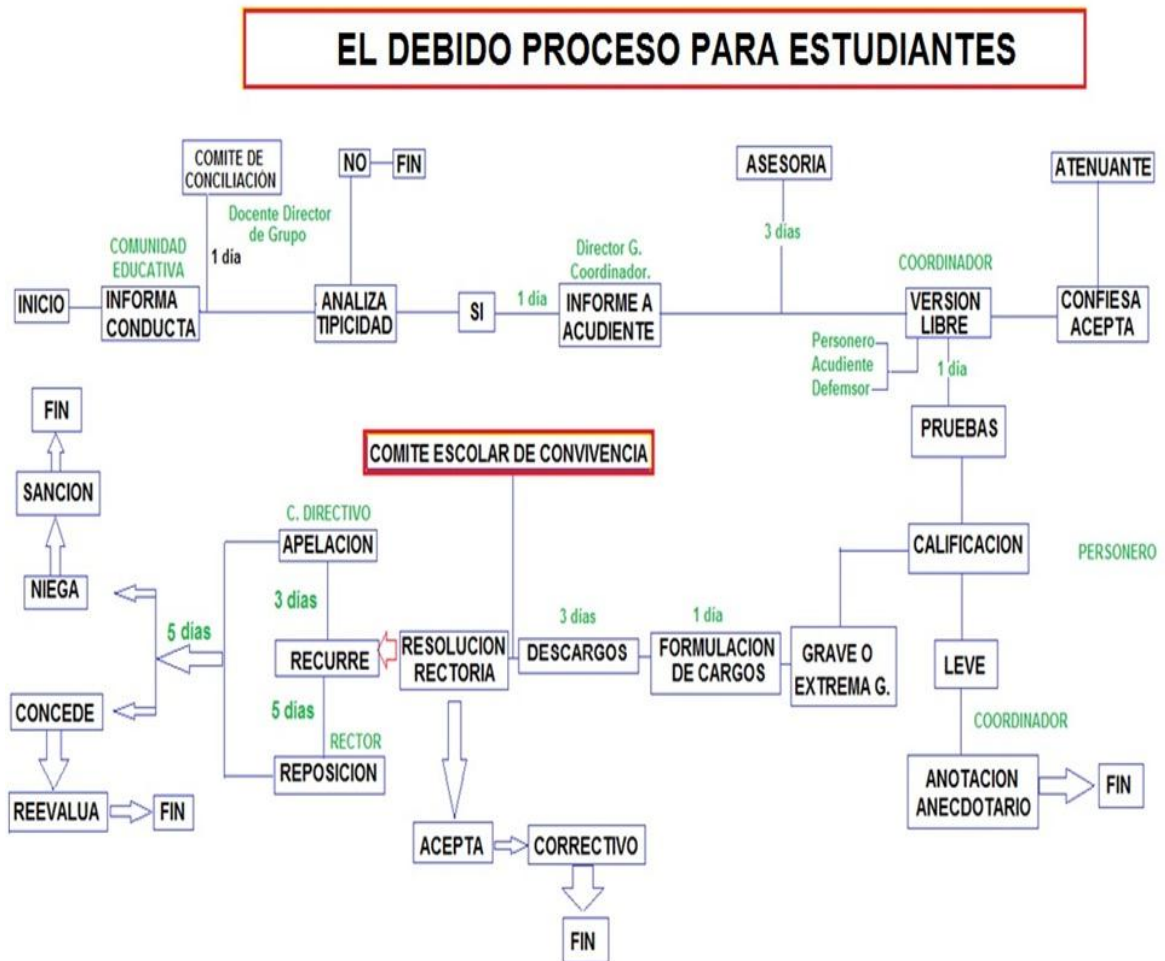 EL DEBIDO PROCESO PARA ESTUDIANTES
COMITE DE
CONCILIACIÓN
NO
FIN
ASESORIA
ATENUANTE
Docente Director
de Grupo
COMUNIDAD
EDUCATIVA
1 día
3 días
Director G.
Coordinador.
COORDINADOR
INICIO
INFORMA
CONDUCTA
ANALIZA
TIPICIDAD
SI
1 día
INFORME A
ACUDIENTE
VERSION
LIBRE
CONFIESA
ACEPTA
Personero
Acudiente
Defemsor
1 día
PRUEBAS
FIN
COMITE ESCOLAR DE CONVIVENCIA
SANCION
C. DIRECTIVO
APELACION
CALIFICACION
PERSONERO
NIEGA
3 días
5 días
RECURRE
RESOLUCION
RECTORIA
3 días
DESCARGOS
1 día
FORMULACION
DE CARGOS
GRAVE O
EXTREMA G.
LEVE
CONCEDE
5 días
RECTOR
REPOSICION
COORDINADOR
REEVALUA
FIN
ANOTACION
ANECDOTARIO
FIN
ACEPTA
CORRECTIVO
FIN